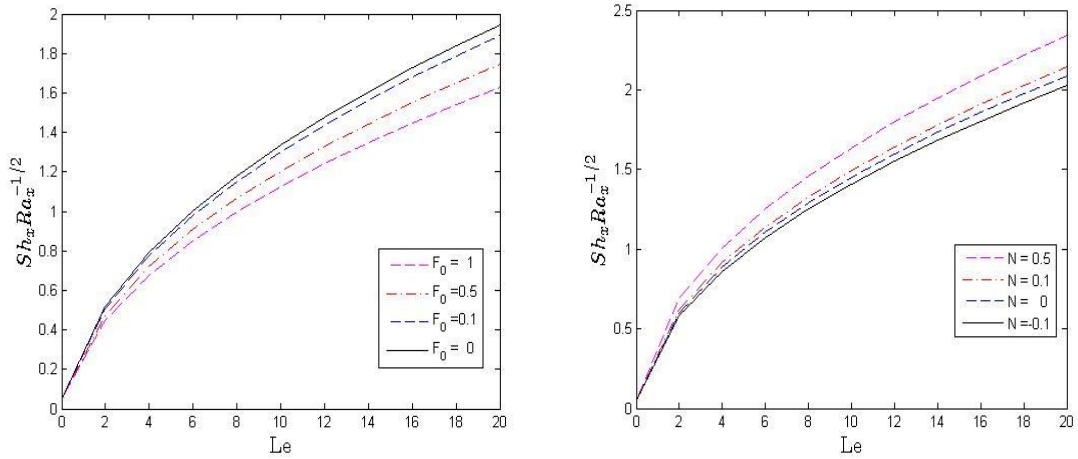 2
1.8
1.6
1.4
1.2
1
0.8
0.6
0.4
0.2
0
Sh_x Ra_x^{-1/2}
0 2 4 6 8 10 12 14 16 18 20
Le
F_0 = 1
F_0 =0.5
F_0 =0.1
F_0 = 0
2.5
2
1.5
1
0.5
0
Sh_x Ra_x^{-1/2}
0 2 4 6 8 10 12 14 16 18 20
Le
N = 0.5
N = 0.1
N = 0
N =-0.1